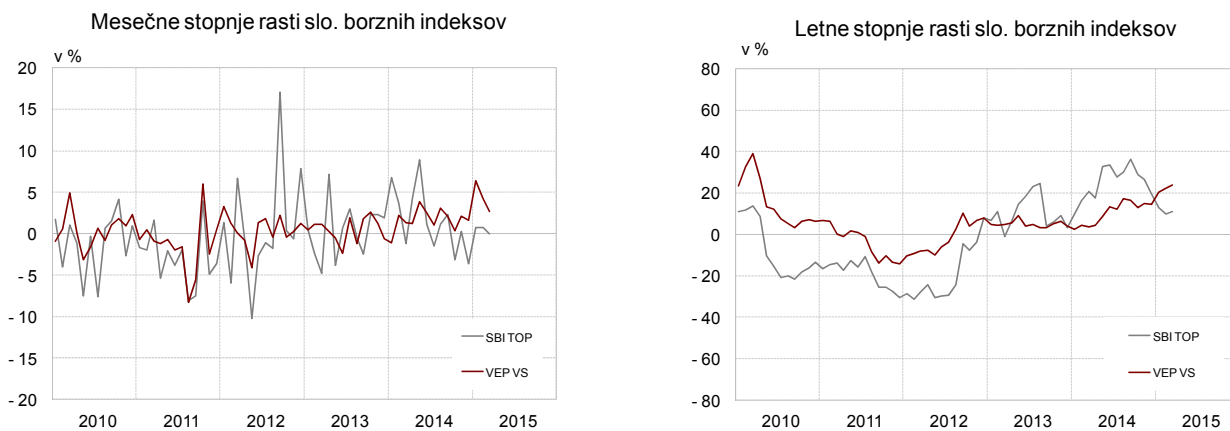 Mesečne stopnje rasti slo. borznih indeksov
v %
20
15
10
5
0
- 5
- 10
- 15
- 20
SBI TOP
VEP VS
2010 2011 2012 2013 2014 2015
Letne stopnje rasti slo. borznih indeksov
v %
80
60
40
20
0
- 20
- 40
- 60
- 80
SBI TOP
VEP VS
2010 2011 2012 2013 2014 2015